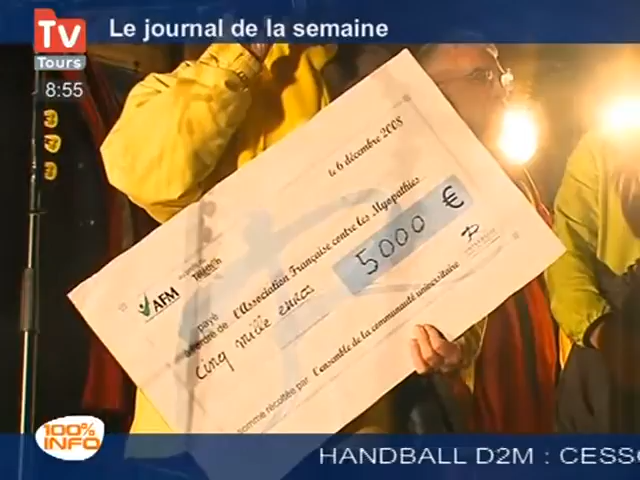 Tv
Tours
Le journal de la semaine
8:55
le 6 décembre 2008
AFM
Téléthon
payé
à l'ordre de l'Association Française contre les Myopathies
5000 €
cinq mille euros
somme récoltée par l'ensemble de la communauté universitaire
100%
INFO
HANDBALL D2M : CESSO